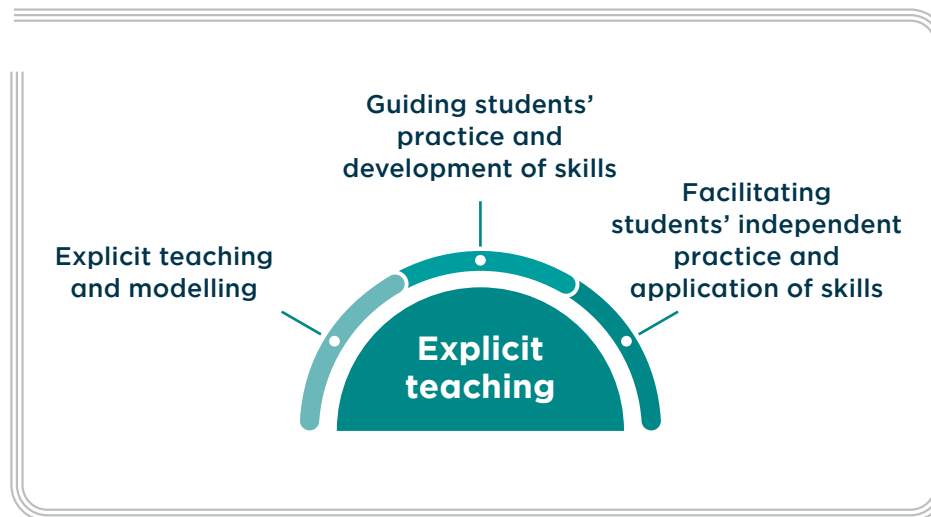 Guiding students’
practice and
development of skills
Facilitating
students’ independent
practice and
application of skills
Explicit teaching
and modelling
Explicit
teaching